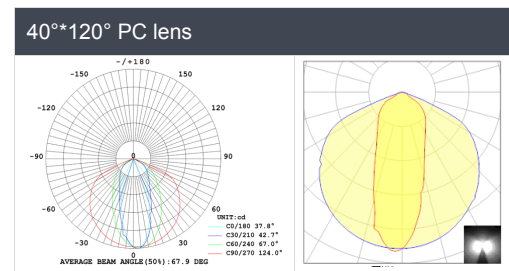 40°*120° PC lens
-/+180
-150
150
-120
120
-90
0
90
-60
60
-30
30
0
UNIT:cd
C0/180 37.8°
C30/210 42.7°
C60/240 67.0°
C90/270 124.0°
AVERAGE BEAM ANGLE(50%):67.9 DEG